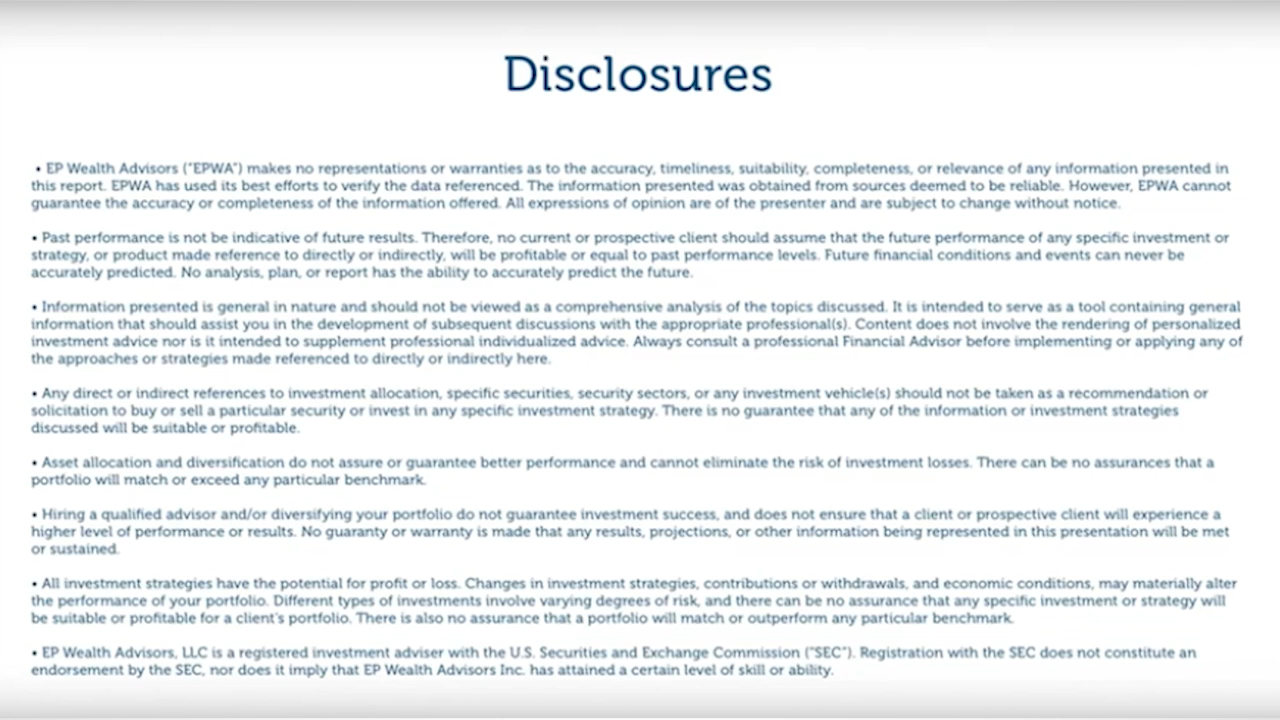 Disclosures
• EP Wealth Advisors ("EPWA") makes no representations or warranties as to the accuracy, timeliness, suitability, completeness, or relevance of any information presented in
this report. EPWA has used its best efforts to verify the data referenced. The information presented was obtained from sources deemed to be reliable. However, EPWA cannot
guarantee the accuracy or completeness of the information offered. All expressions of opinion are of the presenter and are subject to change without notice.
• Past performance is not be indicative of future results. Therefore, no current or prospective client should assume that the future performance of any specific investment or
strategy, or product made reference to directly or indirectly, will be profitable or equal to past performance levels. Future financial conditions and events can never be
accurately predicted. No analysis, plan, or report has the ability to accurately predict the future.
• Information presented is general in nature and should not be viewed as a comprehensive analysis of the topics discussed. It is intended to serve as a tool containing general
information that should assist you in the development of subsequent discussions with the appropriate professional(s). Content does not involve the rendering of personalized
investment advice nor is it intended to supplement professional individualized advice. Always consult a professional Financial Advisor before implementing or applying any of
the approaches or strategies made referenced to directly or indirectly here.
• Any direct or indirect references to investment allocation, specific securities, security sectors, or any investment vehicle(s) should not be taken as a recommendation or
solicitation to buy or sell a particular security or invest in any specific investment strategy. There is no guarantee that any of the information or investment strategies
discussed will be suitable or profitable.
• Asset allocation and diversification do not assure or guarantee better performance and cannot eliminate the risk of investment losses. There can be no assurances that a
portfolio will match or exceed any particular benchmark.
• Hiring a qualified advisor and/or diversifying your portfolio do not guarantee investment success, and does not ensure that a client or prospective client will experience a
higher level of performance or results. No guaranty or warranty is made that any results, projections, or other information being represented in this presentation will be met
or sustained.
• All investment strategies have the potential for profit or loss. Changes in investment strategies, contributions or withdrawals, and economic conditions, may materially alter
the performance of your portfolio. Different types of investments involve varying degrees of risk, and there can be no assurance that any specific investment or strategy will
be suitable or profitable for a client's portfolio. There is also no assurance that a portfolio will match or outperform any particular benchmark.
• EP Wealth Advisors, LLC is a registered investment adviser with the U.S. Securities and Exchange Commission ("SEC"). Registration with the SEC does not constitute an
endorsement by the SEC, nor does it imply that EP Wealth Advisors Inc. has attained a certain level of skill or ability.